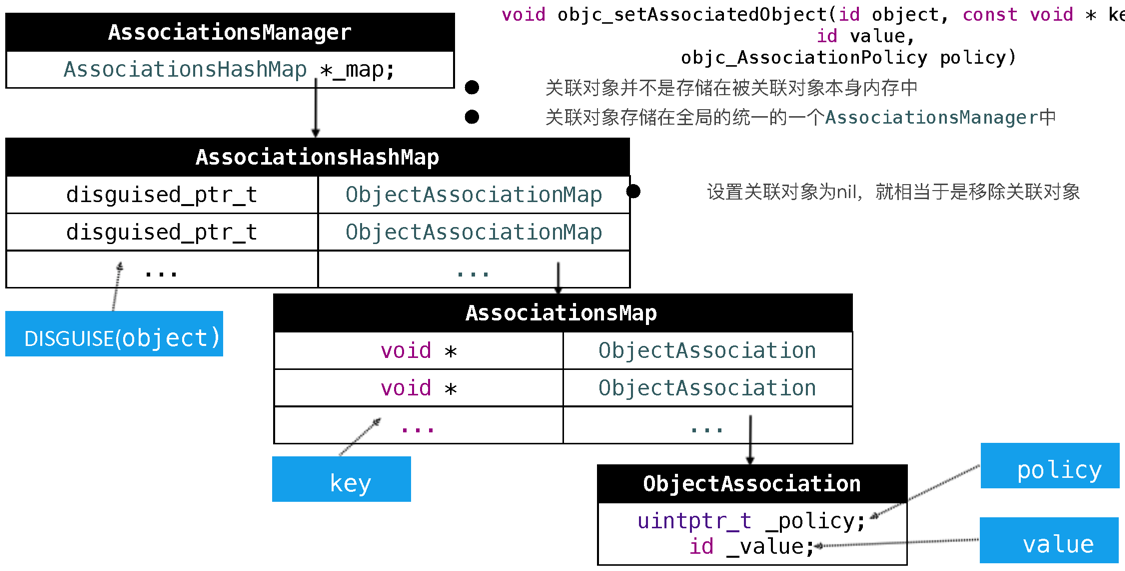 void objc_setAssociatedObject(id object, const void * ke
id value,
objc_AssociationPolicy policy)
AssociationsManager
AssociationsHashMap *_map;
关联对象并不是存储在被关联对象本身内存中
关联对象存储在全局的统一的一个AssociationsManager中
设置关联对象为nil，就相当于是移除关联对象
AssociationsHashMap
disguised_ptr_t ObjectAssociationMap
disguised_ptr_t ObjectAssociationMap
... ...
DISGUISE(object)
AssociationsMap
void * ObjectAssociation
void * ObjectAssociation
... ...
key
ObjectAssociation
uintptr_t _policy;
id _value;
policy
value